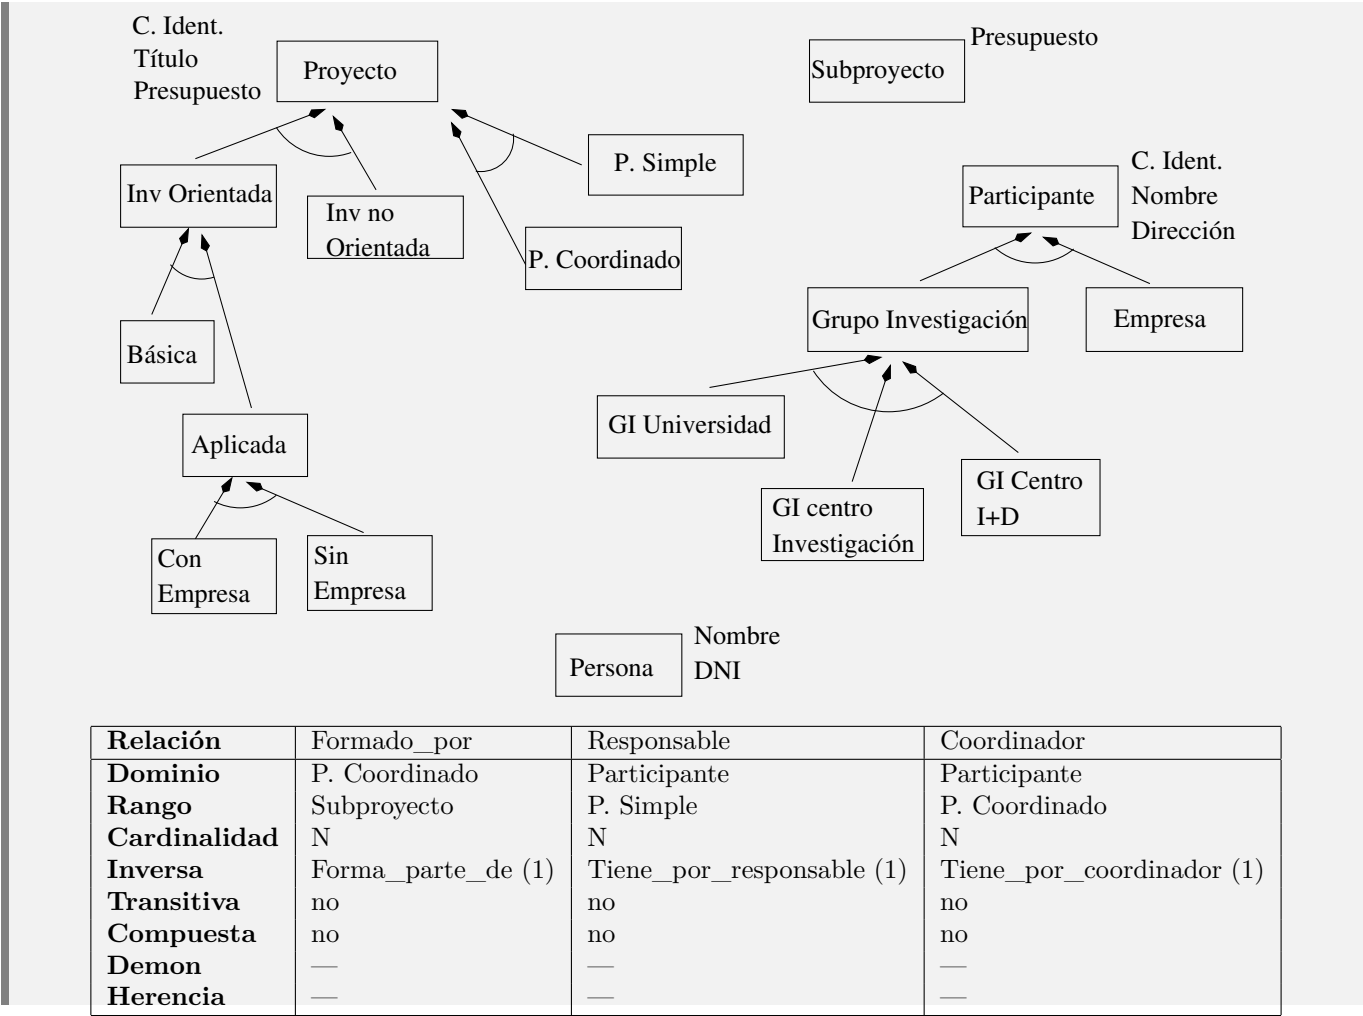 C. Ident.
Título
Presupuesto
Proyecto
Presupuesto
Subproyecto
P. Simple
Inv Orientada
Inv no
Orientada
P. Coordinado
C. Ident.
Nombre
Dirección
Participante
Grupo Investigación
Empresa
Básica
Aplicada
GI Universidad
GI centro
Investigación
GI Centro
I+D
Con
Empresa
Sin
Empresa
Persona
Nombre
DNI
Relación Formado_por Responsable Coordinador
Dominio P. Coordinado Participante Participante
Rango Subproyecto P. Simple P. Coordinado
Cardinalidad N N N
Inversa Forma_parte_de (1) Tiene_por_responsable (1) Tiene_por_coordinador (1)
Transitiva no no no
Compuesta no no no
Demon — — —
Herencia — — —